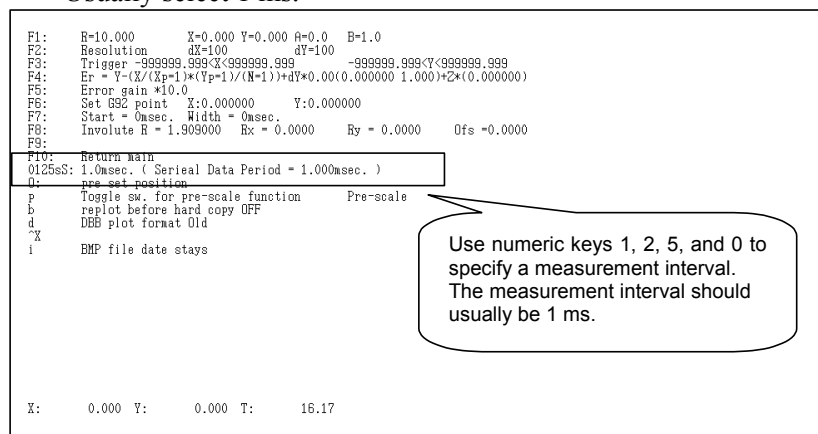 Usually select 1 ms.
F1: R=10.000 X=0.000 Y=0.000 A=0.0 B=1.0
F2: Resolution dX=100 dY=100
F3: Trigger -999999.999<X<999999.999 -999999.999<Y<999999.999
F4: Er = Y-(X/(Xp=1)*(Yp=1)/(N=1))+dY*0.00(0.000000 1.000)+Z*(0.000000)
F5: Error gain *10.0
F6: Set G92 point X:0.000000 Y:0.000000
F7: Start = 0msec. Width = 0msec.
F8: Involute R = 1.909000 Rx = 0.0000 Ry = 0.0000 Ofs =0.0000
F9:
F10: Return main
0125sS: 1.0msec. ( Serieal Data Period = 1.000msec. )
O: pre set position
p Toggle sw. for pre-scale function Pre-scale
b replot before hard copy OFF
d DBB plot format Old
^X
i BMP file date stays
Use numeric keys 1, 2, 5, and 0 to
specify a measurement interval.
The measurement interval should
usually be 1 ms.
X: 0.000 Y: 0.000 T: 16.17